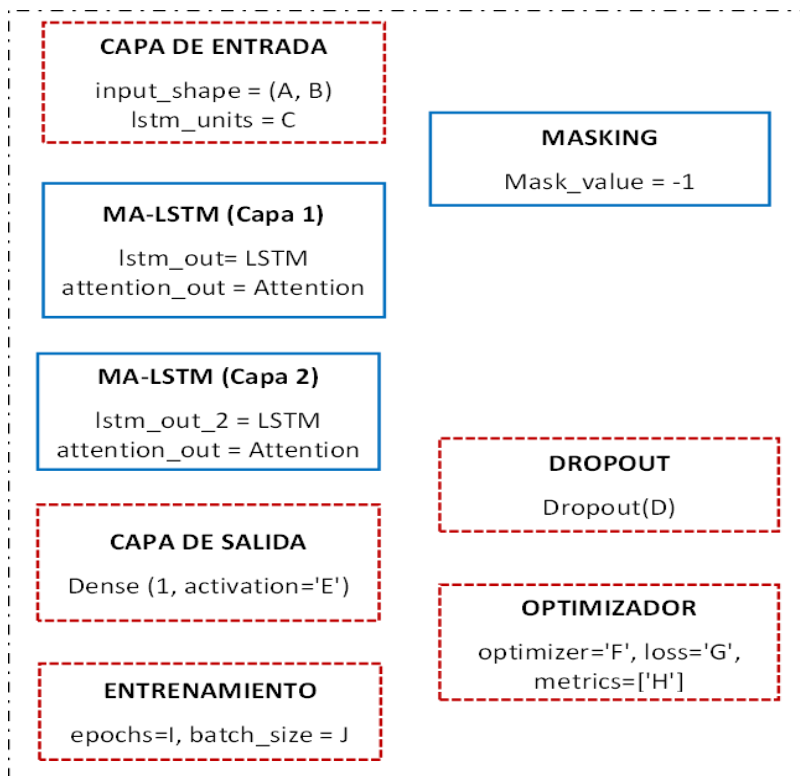 CAPA DE ENTRADA
input_shape = (A, B)
lstm_units = C
MASKING
Mask_value = -1
MA-LSTM (Capa 1)
lstm_out= LSTM
attention_out = Attention
MA-LSTM (Capa 2)
lstm_out_2 = LSTM
attention_out = Attention
DROPOUT
Dropout(D)
CAPA DE SALIDA
Dense (1, activation='E')
OPTIMIZADOR
optimizer='F', loss='G',
metrics=['H']
ENTRENAMIENTO
epochs=I, batch_size = J